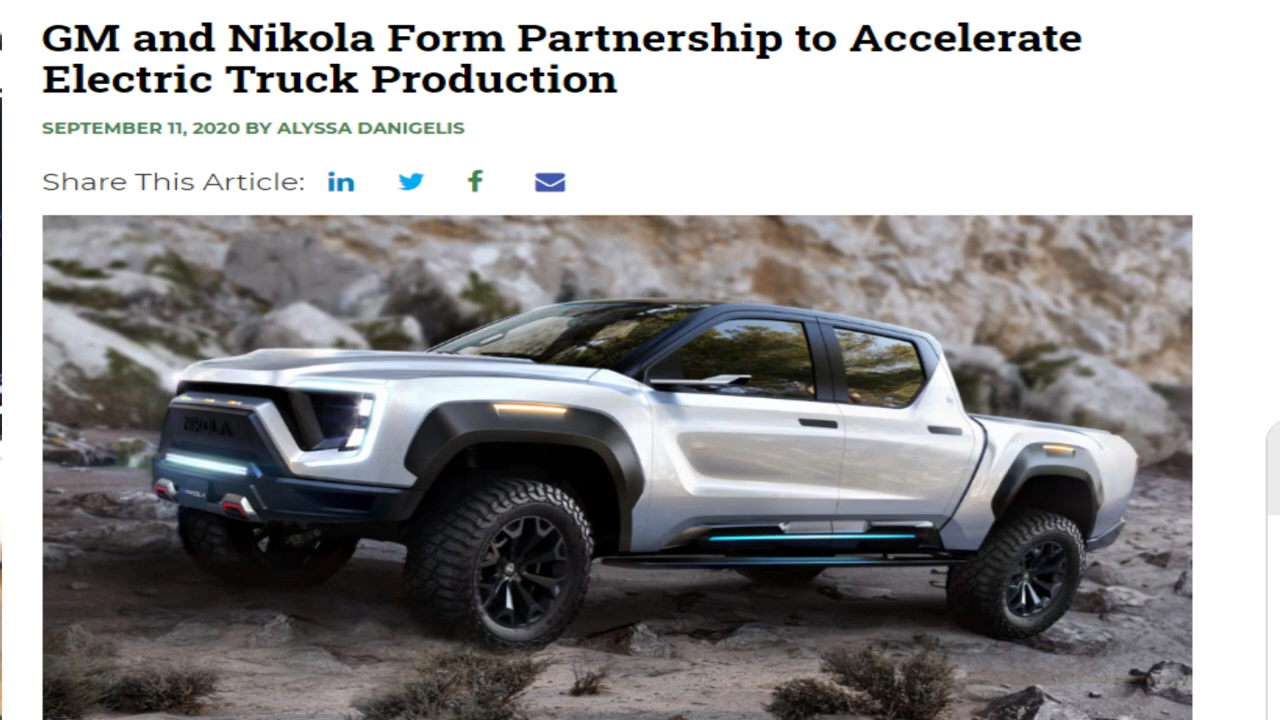 GM and Nikola Form Partnership to Accelerate
Electric Truck Production
SEPTEMBER 11, 2020 BY ALYSSA DANIGELIS
Share This Article:
NIKOLA
NIKOLA